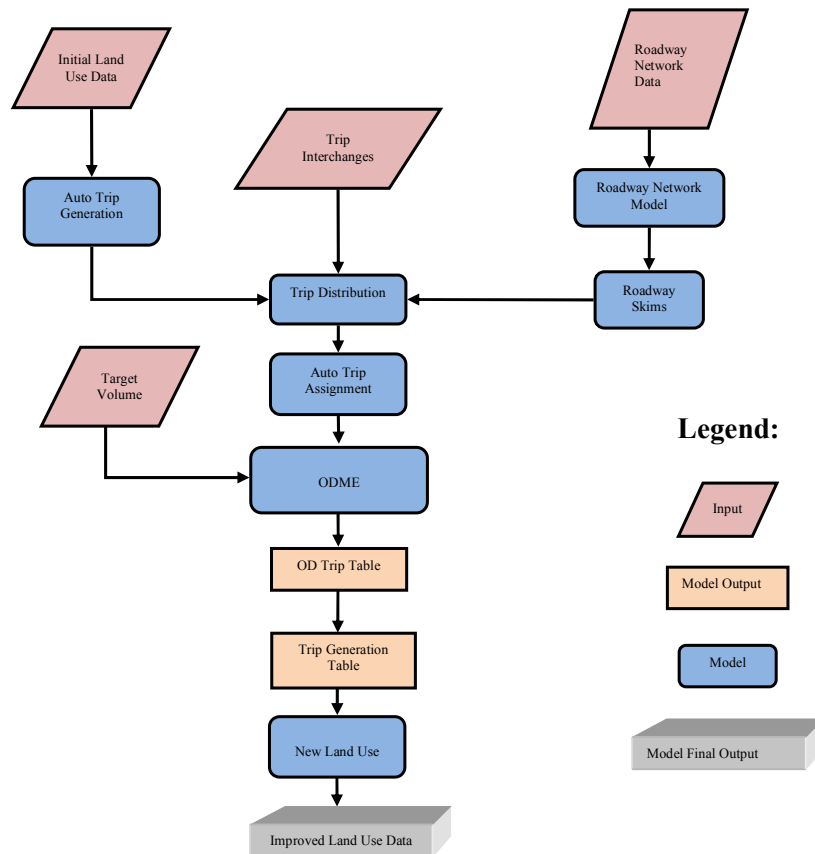 Initial Land
Use Data
Roadway
Network
Data
Trip
Interchanges
Auto Trip
Generation
Roadway Network
Model
Trip Distribution
Roadway
Skims
Target
Volume
Auto Trip
Assignment
ODME
OD Trip Table
Trip Generation
Table
New Land Use
Improved Land Use Data
Legend:
Input
Model Output
Model
Model Final Output